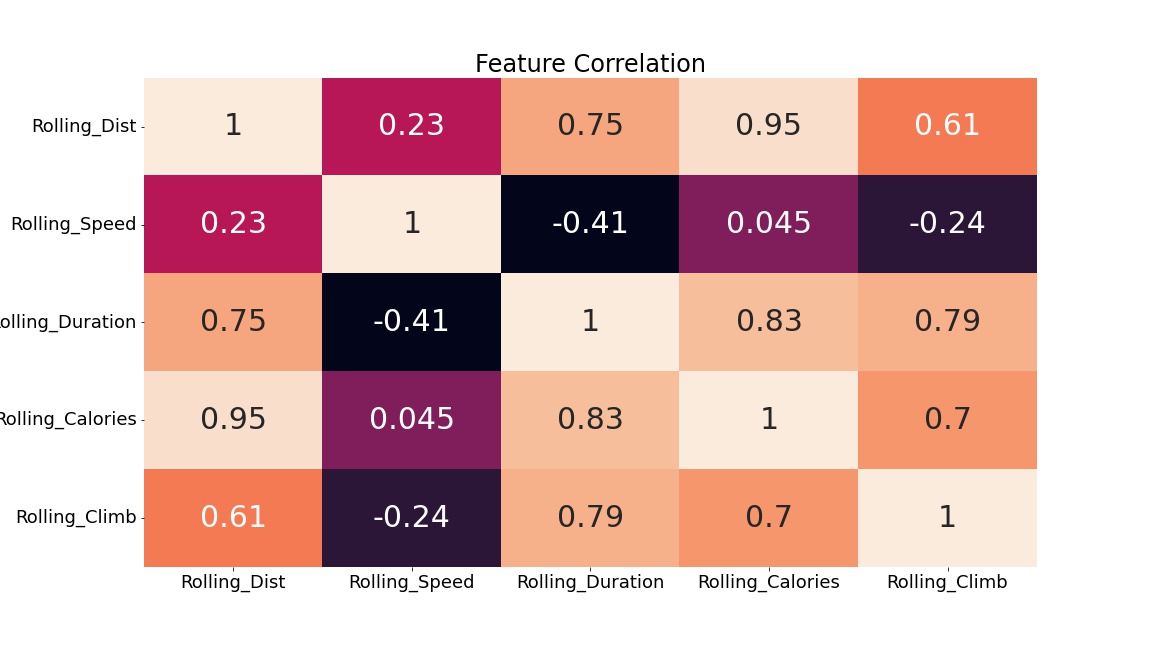 Feature Correlation
Rolling_Dist 1 0.23 0.75 0.95 0.61
Rolling_Speed 0.23 1 -0.41 0.045 -0.24
olling_Duration 0.75 -0.41 1 0.83 0.79
Rolling_Calories 0.95 0.045 0.83 1 0.7
Rolling_Climb 0.61 -0.24 0.79 0.7 1
Rolling_Dist Rolling_Speed Rolling_Duration Rolling_Calories Rolling_Climb